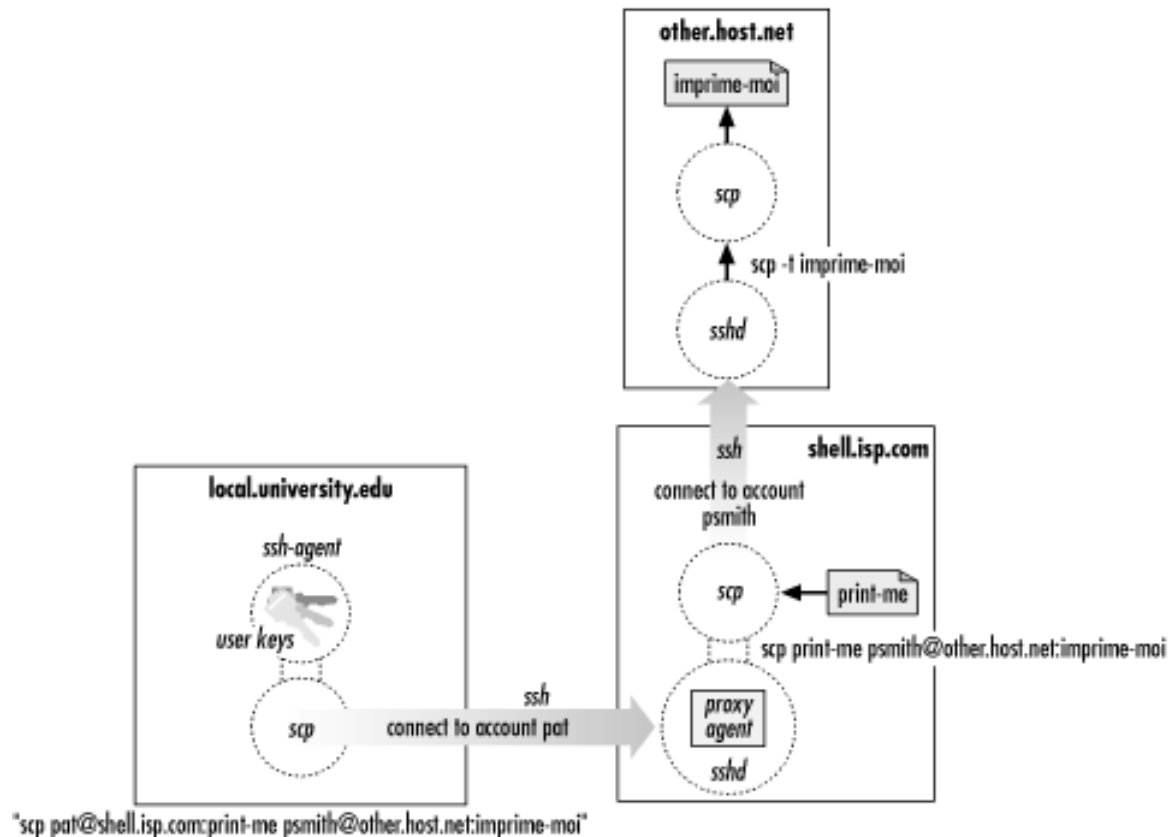 other.host.net
imprime-moi
scp
scp -t imprime-moi
sshd
ssh
shell.isp.com
connect to account
psmith
scp
print-me
scp print-me psmith@other.host.net:imprime-moi
proxy
agent
sshd
local.university.edu
ssh-agent
user keys
scp
ssh
connect to account pat
"scp pat@shell.isp.com:print-me psmith@other.host.net:imprime-moi"